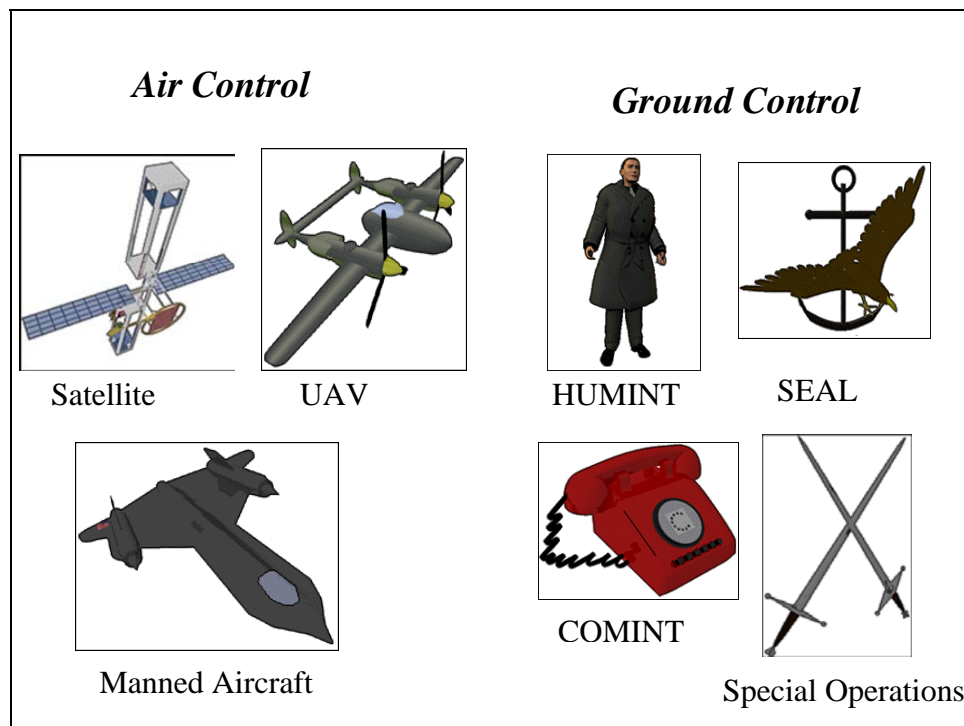 Air Control
Ground Control
Satellite
UAV
HUMINT
SEAL
Manned Aircraft
COMINT
Special Operations